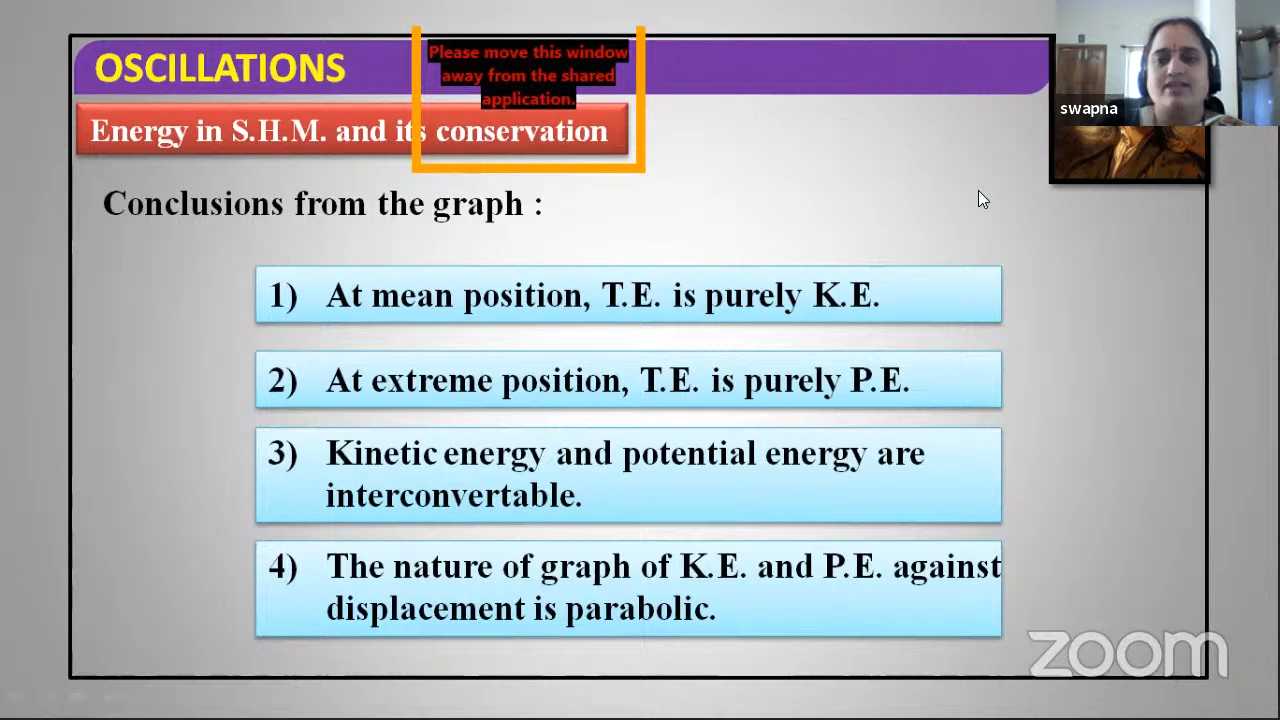 OSCILLATIONS
Please move this window
away from the shared
application.
swapna
Energy in S.H.M. and its conservation
Conclusions from the graph :
1) At mean position, T.E. is purely K.E.
2) At extreme position, T.E. is purely P.E.
3) Kinetic energy and potential energy are
interconvertable.
4) The nature of graph of K.E. and P.E. against
displacement is parabolic.
zoom